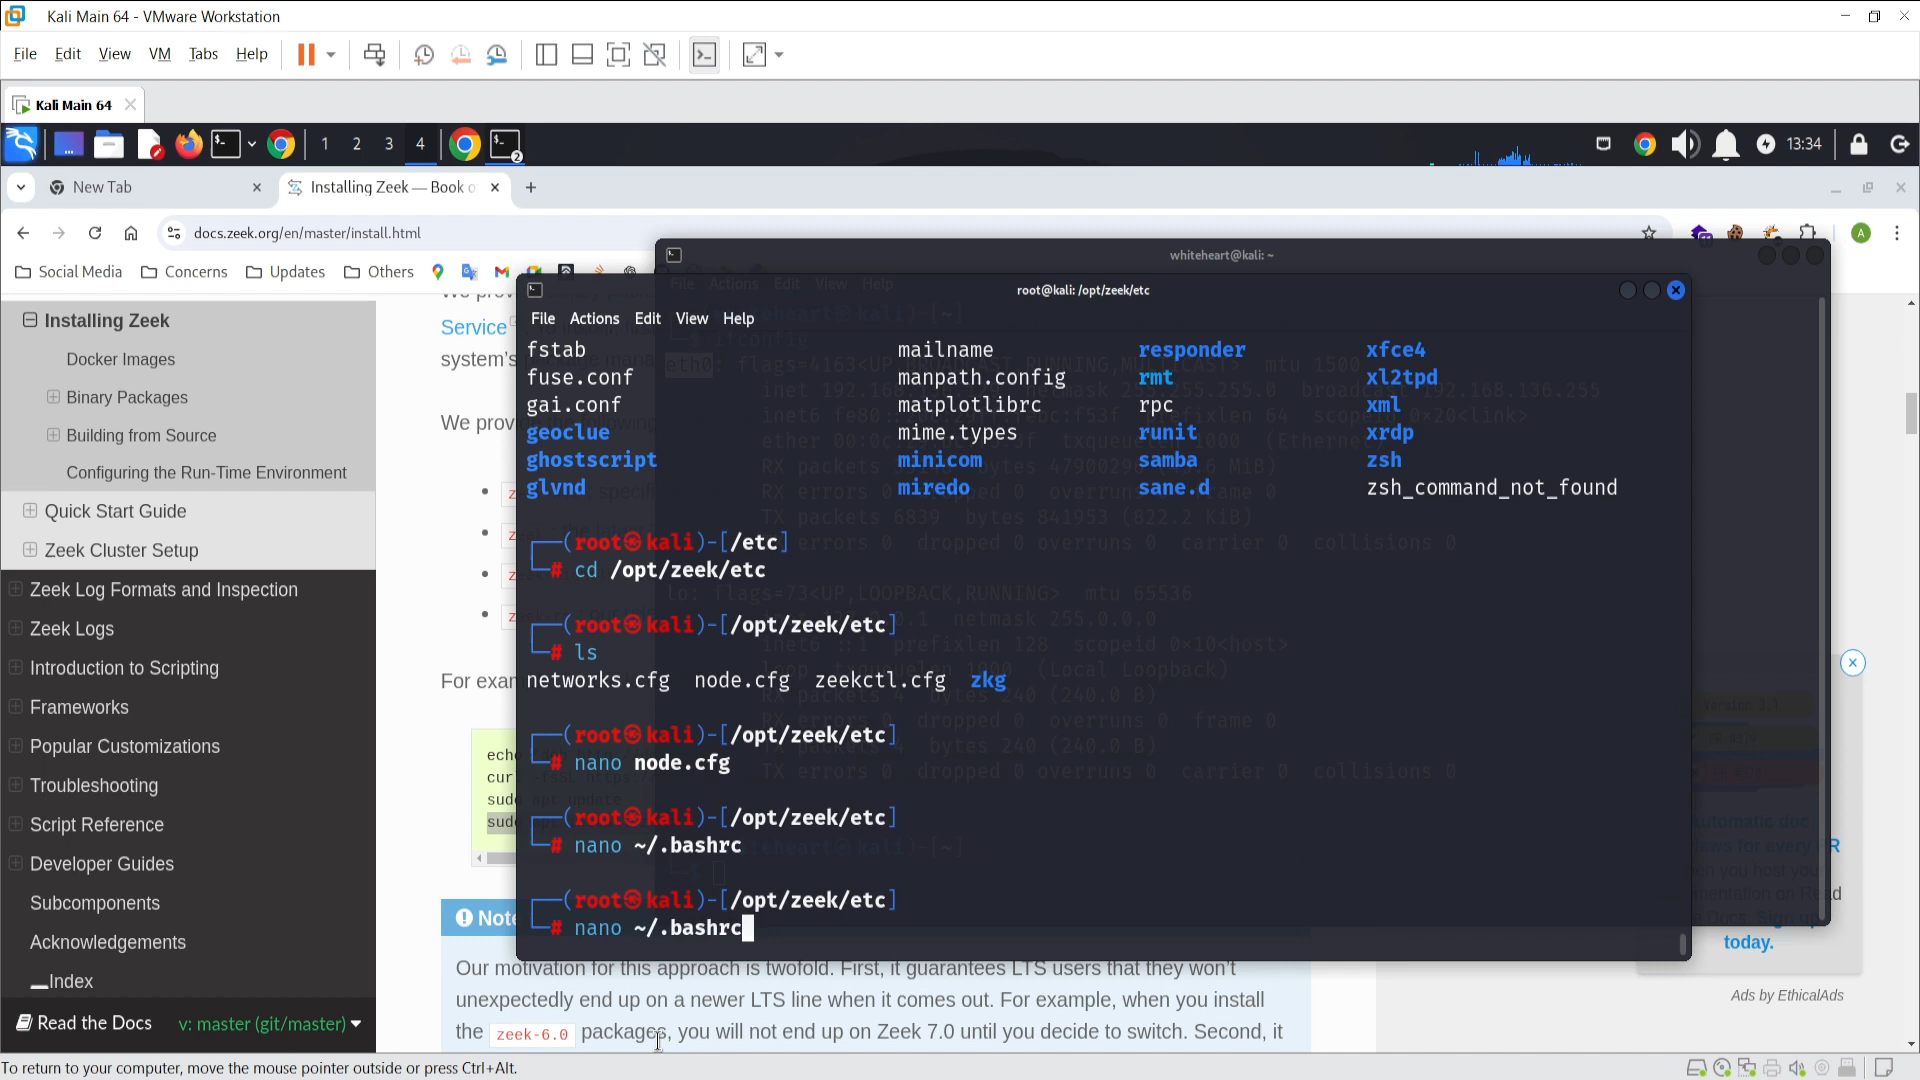 Kali Main 64 - VMware Workstation
File Edit View VM Tabs Help
Kali Main 64
1 2 3 4 2 13:34
New Tab
Installing Zeek — Book o
docs.zeek.org/en/master/install.html
A
Social Media Concerns Updates Others
whiteheart@kali: ~
File Actions Edit View Help
root@kali: /opt/zeek/etc
File Actions Edit View Help
fstab mailname responder xfce4
fuse.conf manpath.config rmt xl2tpd
gai.conf matplotlibrc rpc xml
geoclue mime.types runit xrdp
ghostscript minicom samba zsh
glvnd miredo sane.d zsh_command_not_found
(root㉿kali)-[/etc]
# cd /opt/zeek/etc
(root㉿kali)-[/opt/zeek/etc]
# ls
networks.cfg node.cfg zeekctl.cfg zkg
(root㉿kali)-[/opt/zeek/etc]
# nano node.cfg
(root㉿kali)-[/opt/zeek/etc]
# nano ~/.bashrc
(root㉿kali)-[/opt/zeek/etc]
# nano ~/.bashrc
Installing Zeek
Docker Images
Binary Packages
Building from Source
Configuring the Run-Time Environment
Quick Start Guide
Zeek Cluster Setup
Zeek Log Formats and Inspection
Zeek Logs
Introduction to Scripting
Frameworks
Popular Customizations
Troubleshooting
Script Reference
Developer Guides
Subcomponents
Acknowledgements
Index
Read the Docs v: master (git/master)
Service
system's
We prov
For exam
echo
curl
sudo apt update
sudo
Note
Our motivation for this approach is twofold. First, it guarantees LTS users that they won't
unexpectedly end up on a newer LTS line when it comes out. For example, when you install
the zeek-6.0 packages, you will not end up on Zeek 7.0 until you decide to switch. Second, it
today.
Ads by EthicalAds
To return to your computer, move the mouse pointer outside or press Ctrl+Alt.